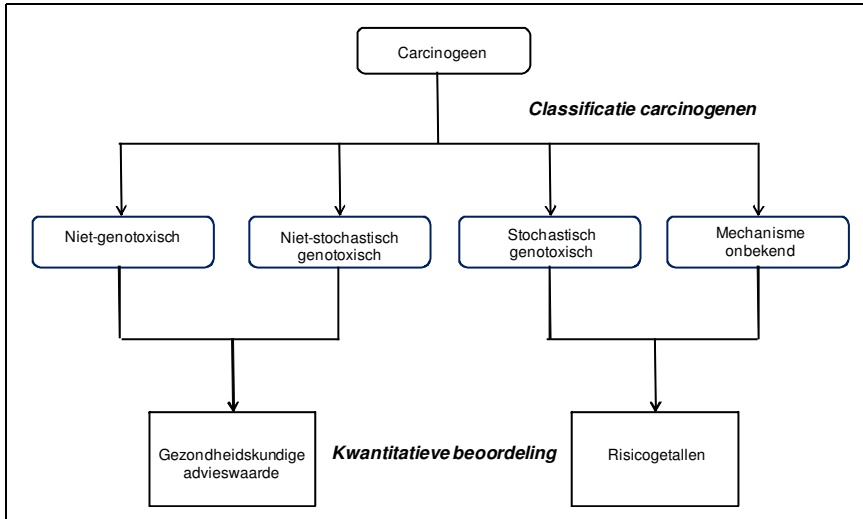 Carcinogeen
Classificatie carcinogenen
Niet-genotoxisch
Niet-stochastisch
genotoxisch
Stochastisch
genotoxisch
Mechanisme
onbekend
Gezondheidskundige
advieswaarde
Kwantitatieve beoordeling
Risicogetallen